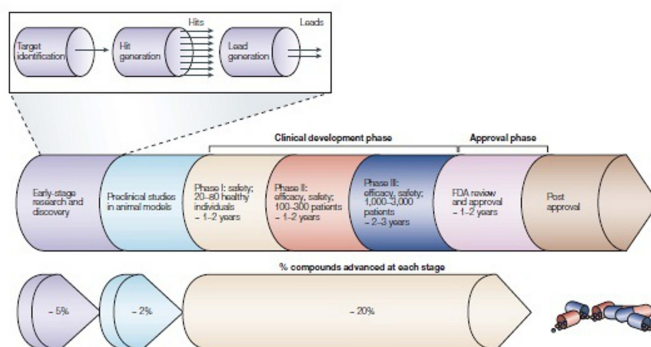 Hits
Leads
Target
identification
Hit
generation
Lead
generation
Clinical development phase
Approval phase
Early-stage
research and
discovery
Preclinical studies
in animal models
Phase I: safety;
20–80 healthy
individuals
~ 1–2 years
Phase II:
efficacy, safety;
100–300 patients
~ 1–2 years
Phase III:
efficacy, safety;
1,000–3,000
patients
~ 2–3 years
FDA review
and approval
~ 1–2 years
Post
approval
% compounds advanced at each stage
~ 5%
~ 2%
~ 20%